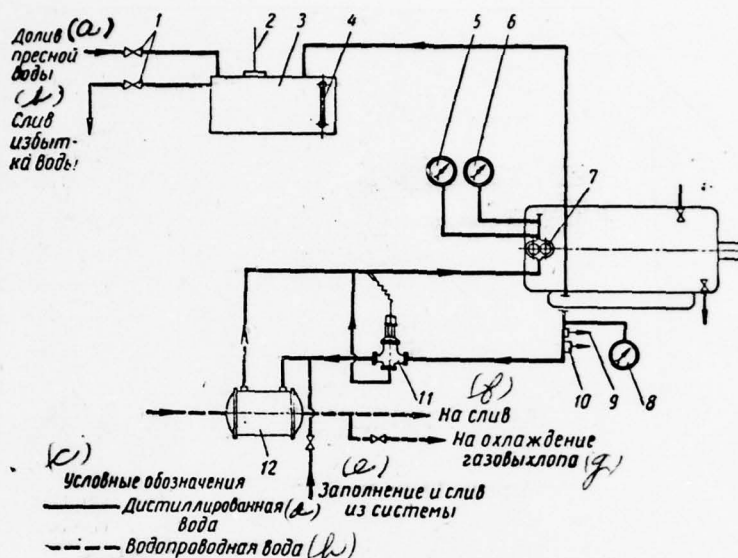 Долив (a)
пресной
воды
(b)
Слив
избыт-
ка воды
1
2
3
4
5
6
7
8
9
10
11
12
(f)
На слив
На охлаждение
газовыхлопа (g)
(c)
Условные обозначения
Дистиллированная
вода (d)
Водопроводная вода (h)
(e)
Заполнение и слив
из системы